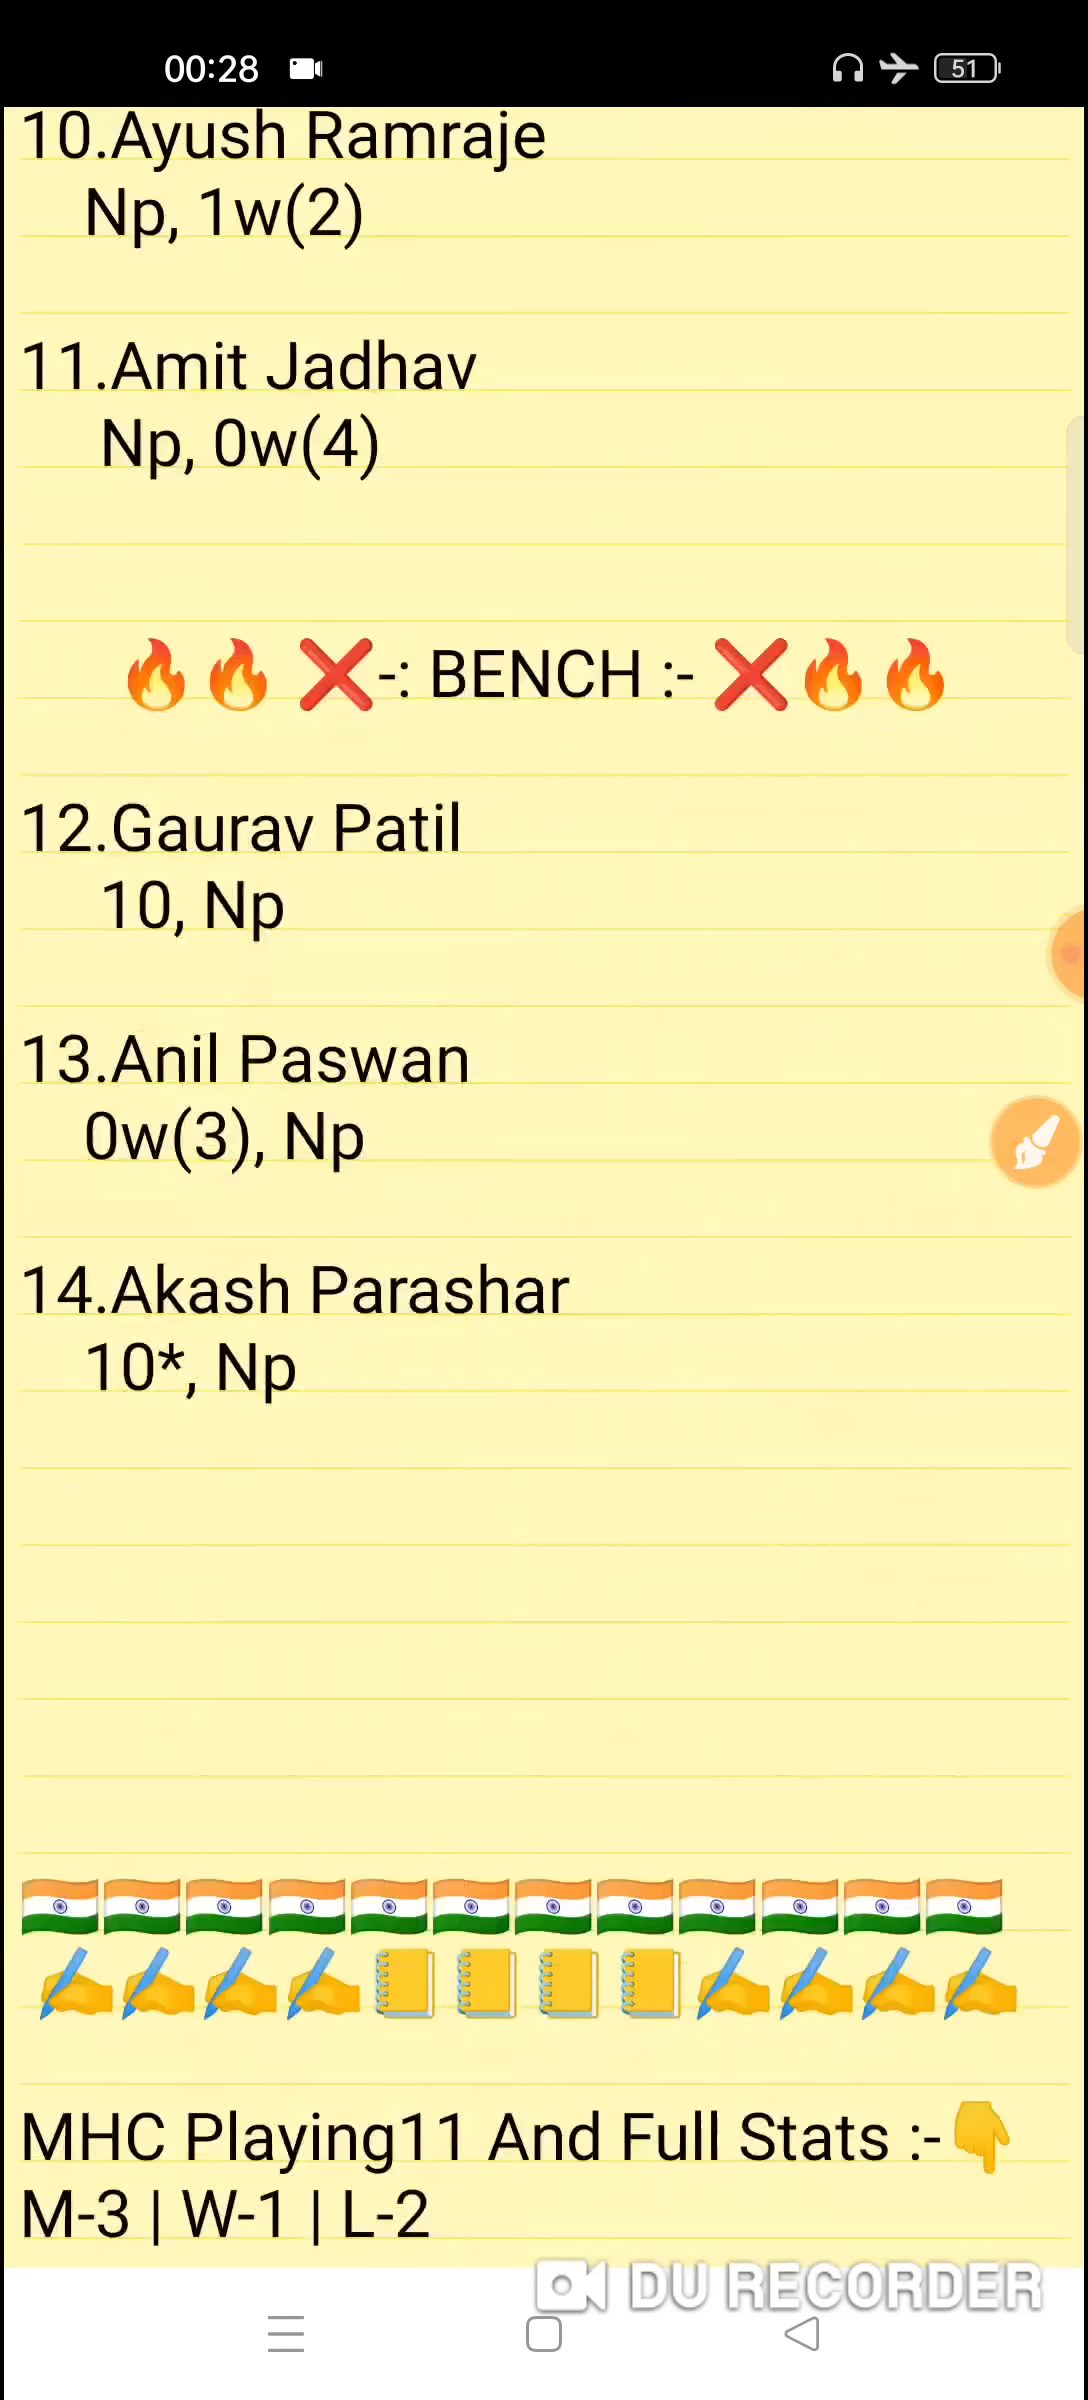 00:28
51
10.Ayush Ramraje
Np, 1w(2)
11.Amit Jadhav
Np, 0w(4)
🔥🔥 ❌-: BENCH :- ❌🔥🔥
12.Gaurav Patil
10, Np
13.Anil Paswan
0w(3), Np
14.Akash Parashar
10*, Np
🇮🇳🇮🇳🇮🇳🇮🇳🇮🇳🇮🇳🇮🇳🇮🇳🇮🇳🇮🇳🇮🇳🇮🇳
✍️✍️✍️✍️📒📒📒📒✍️✍️✍️✍️
MHC Playing11 And Full Stats :-👇
M-3 | W-1 | L-2
DU RECORDER